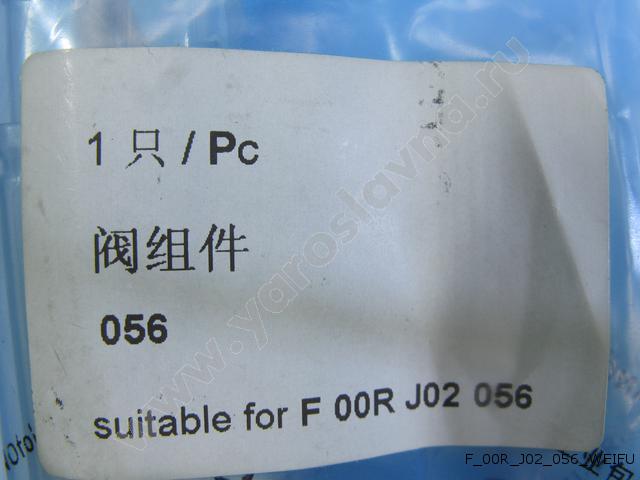 1 只 / Pc
阀组件
056
suitable for F 00R J02 056
www.yaroslavna.ru
F_00R_J02_056_WEIFU